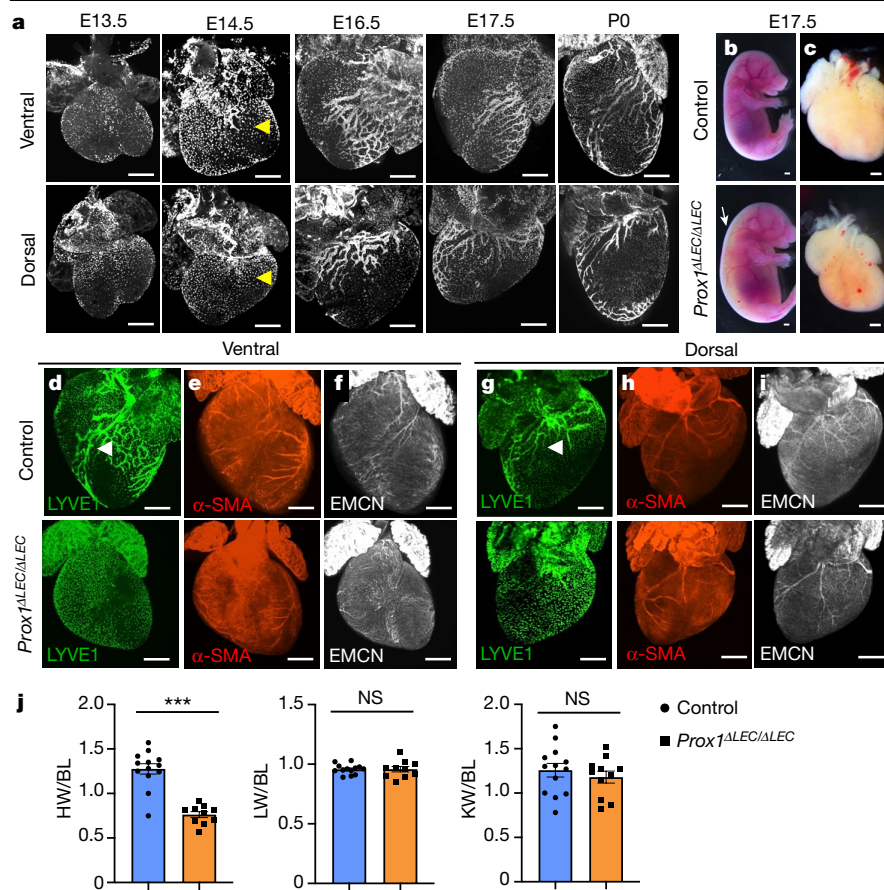 a E13.5 E14.5 E16.5 E17.5 P0 E17.5
b c
Ventral
Control
Dorsal
Prox1ΔLEC/ΔLEC
Ventral Dorsal
d e f g h i
Control
LYVE1 α-SMA EMCN LYVE1 α-SMA EMCN
Prox1ΔLEC/ΔLEC
LYVE1 α-SMA EMCN LYVE1 α-SMA EMCN
j
HW/BL
2.0
1.5
1.0
0.5
0
***
LW/BL
1.5
1.0
0.5
0
NS
KW/BL
2.0
1.5
1.0
0.5
0
NS
Control
Prox1ΔLEC/ΔLEC